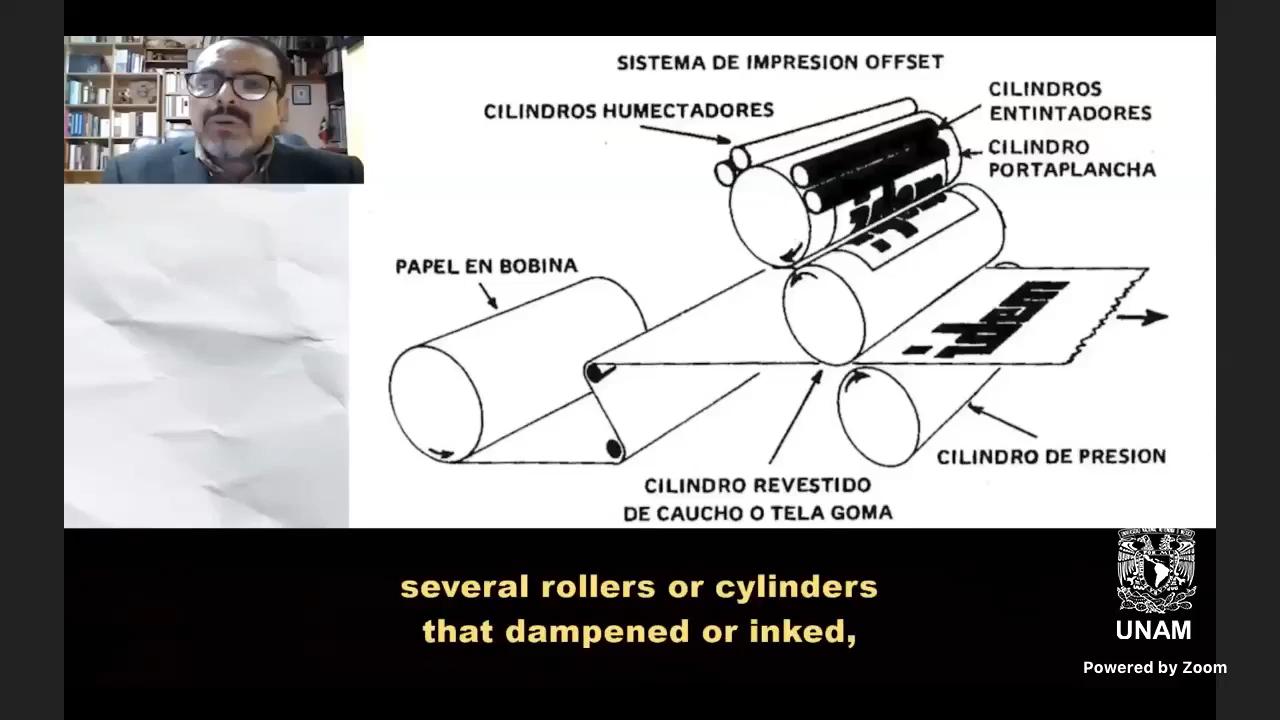 SISTEMA DE IMPRESION OFFSET
CILINDROS HUMECTADORES
CILINDROS
ENTINTADORES
CILINDRO
PORTAPLANCHA
PAPEL EN BOBINA
CILINDRO DE PRESION
CILINDRO REVESTIDO
DE CAUCHO O TELA GOMA
several rollers or cylinders
that dampened or inked,
UNAM
Powered by Zoom